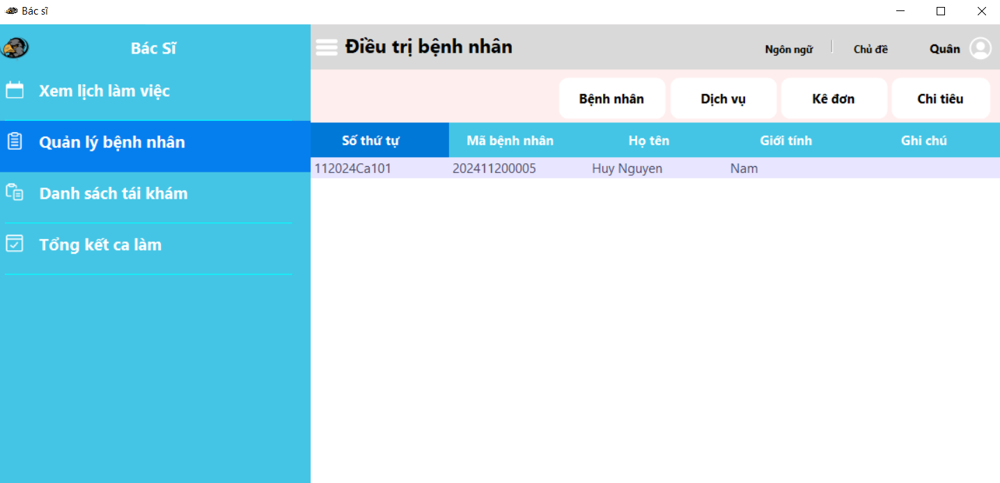 Bác sĩ
Bác Sĩ
Xem lịch làm việc
Quản lý bệnh nhân
Danh sách tái khám
Tổng kết ca làm
Điều trị bệnh nhân
Ngôn ngữ
Chủ đề
Quân
Bệnh nhân
Dịch vụ
Kê đơn
Chi tiêu
Số thứ tự
Mã bệnh nhân
Họ tên
Giới tính
Ghi chú
112024Ca101
202411200005
Huy Nguyen
Nam